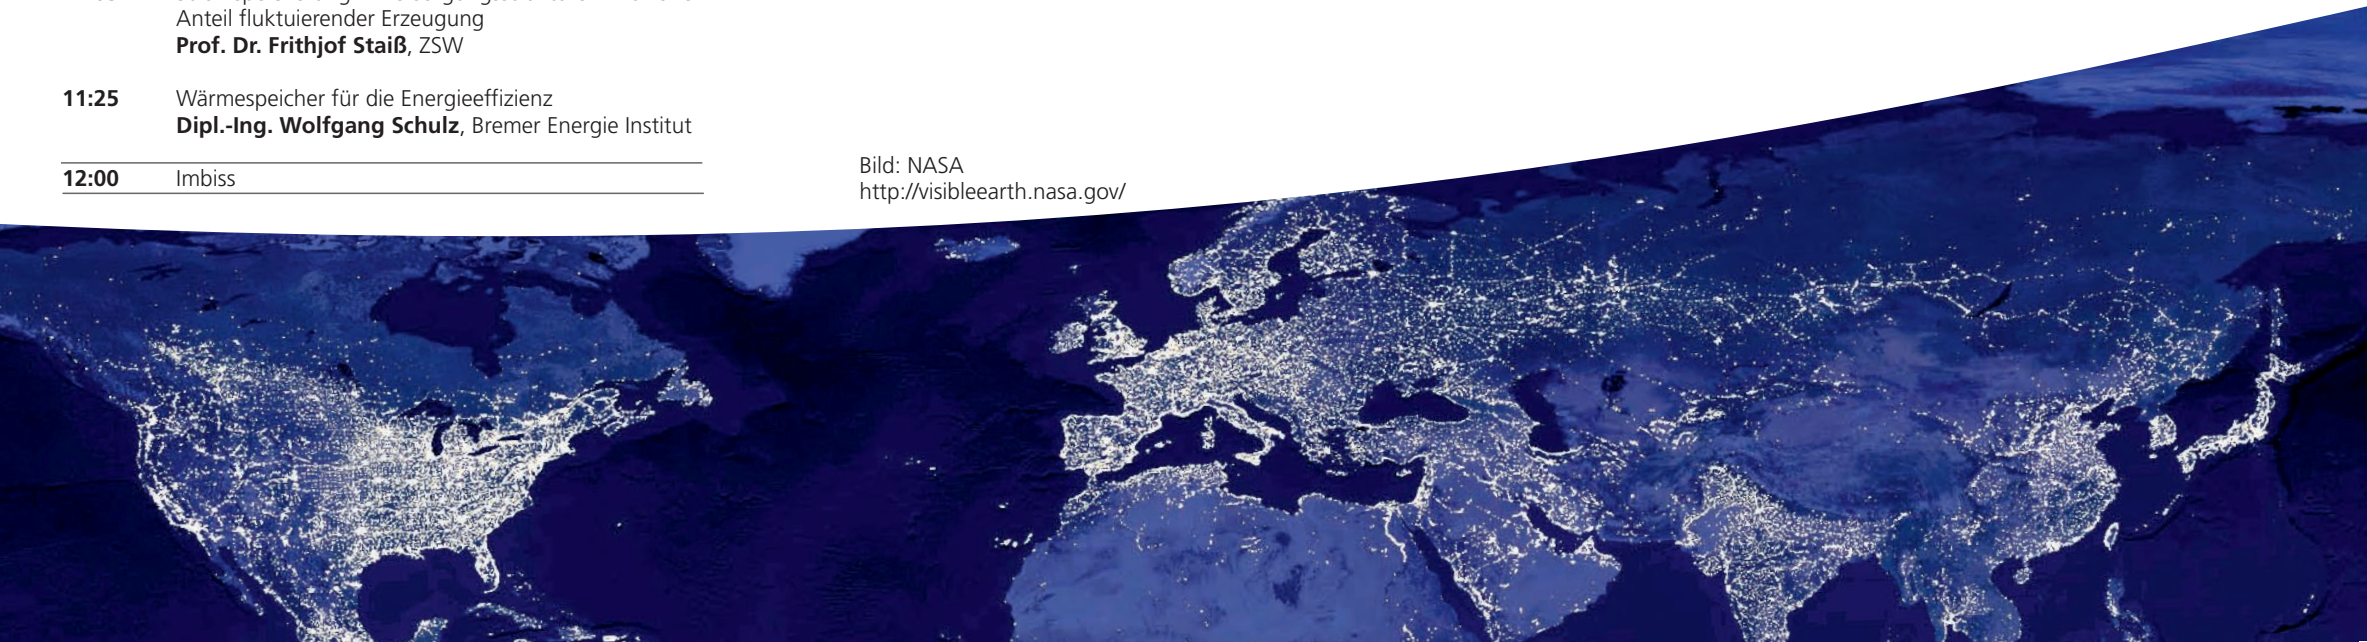 Anteil fluktuierender Erzeugung
Prof. Dr. Frithjof Staiß, ZSW
11:25 Wärmespeicher für die Energieeffizienz
Dipl.-Ing. Wolfgang Schulz, Bremer Energie Institut
12:00 Imbiss
Bild: NASA
http://visibleearth.nasa.gov/